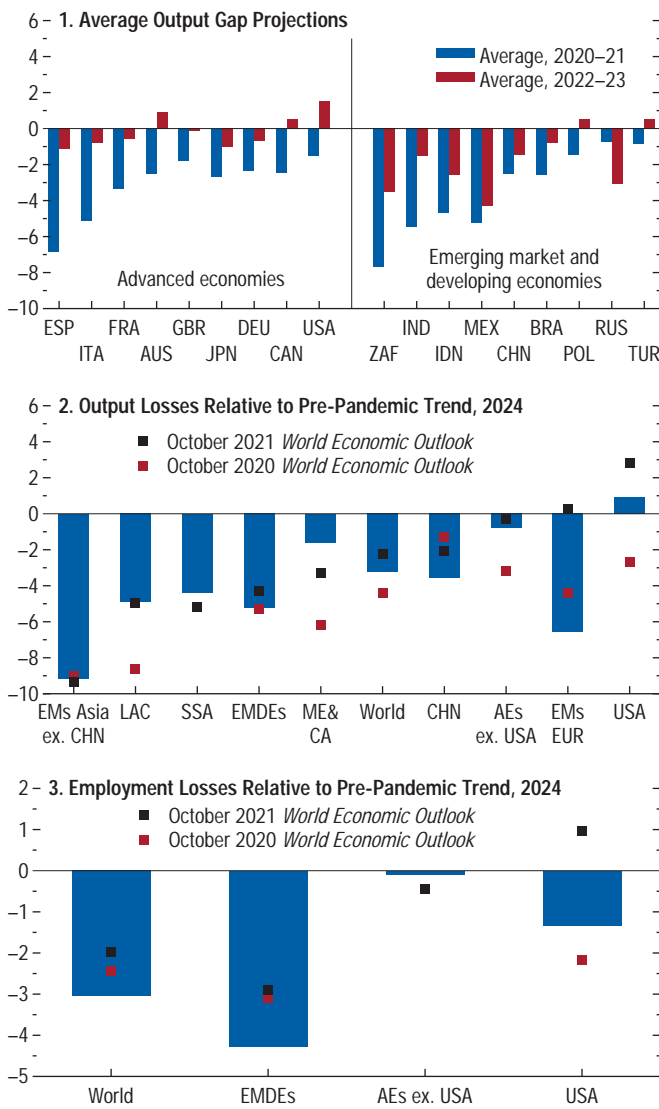 6
1. Average Output Gap Projections
4
Average, 2020–21
Average, 2022–23
2
0
−2
−4
−6
−8
Advanced economies
Emerging market and
developing economies
−10
ESP FRA GBR DEU USA IND MEX BRA RUS
ITA AUS JPN CAN ZAF IDN CHN POL TUR
6
2. Output Losses Relative to Pre-Pandemic Trend, 2024
4
October 2021 World Economic Outlook
October 2020 World Economic Outlook
2
0
−2
−4
−6
−8
−10
EMs Asia LAC SSA EMDEs ME& World CHN AEs EMs USA
ex. CHN CA ex. USA EUR
2
3. Employment Losses Relative to Pre-Pandemic Trend, 2024
October 2021 World Economic Outlook
October 2020 World Economic Outlook
1
0
−1
−2
−3
−4
−5
World EMDEs AEs ex. USA USA